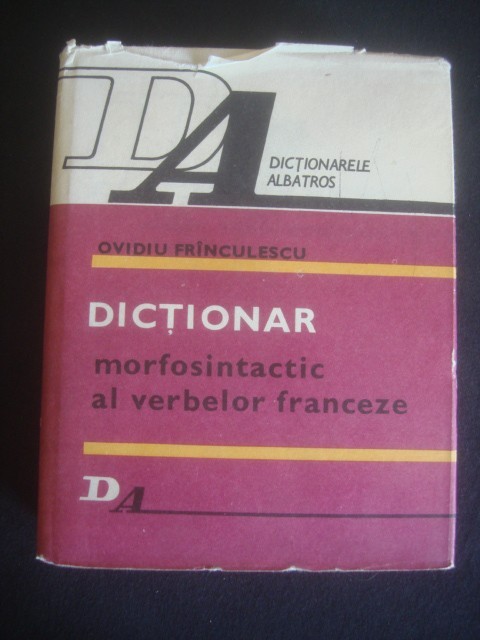 DA
DICȚIONARELE
ALBATROS
OVIDIU FRÎNCULESCU
DICȚIONAR
morfosintactic
al verbelor franceze
DA